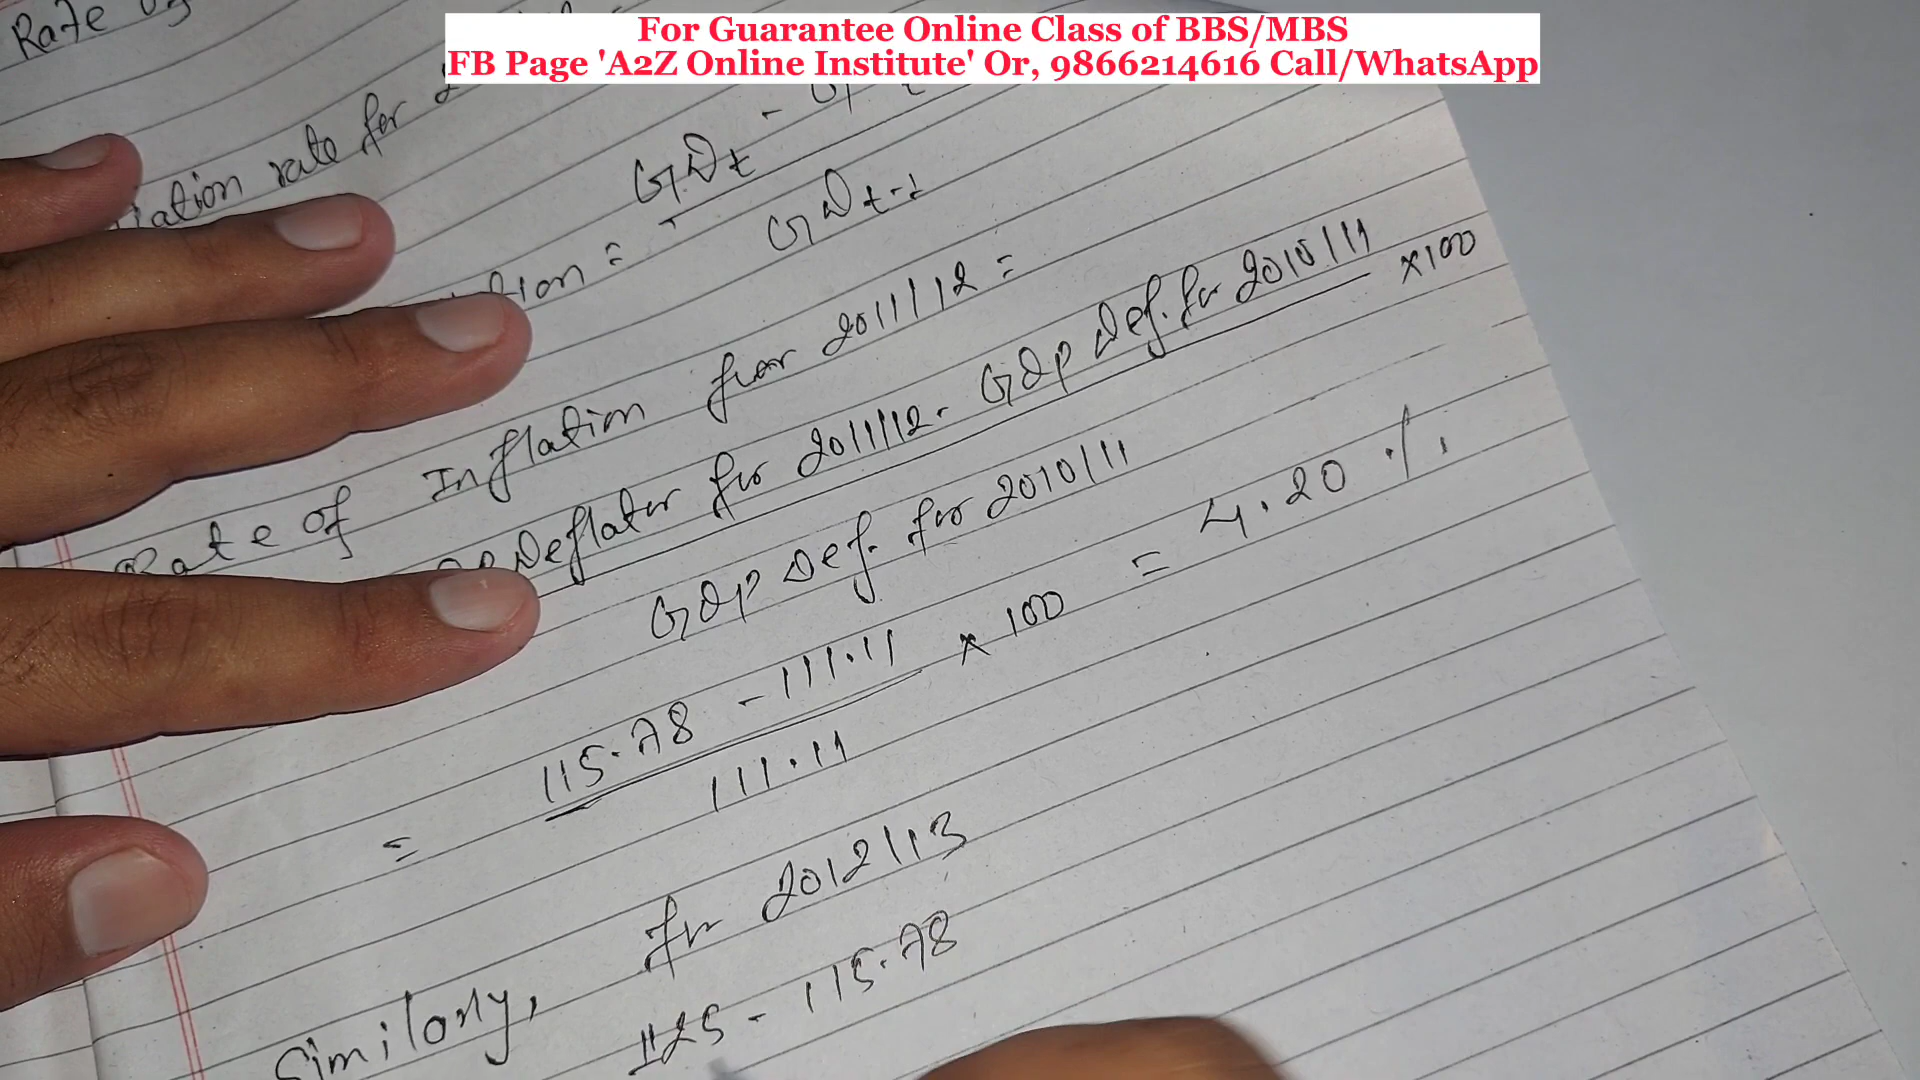 For Guarantee Online Class of BBS/MBS
FB Page 'A2Z Online Institute' Or, 9866214616 Call/WhatsApp
Rate
rate for
GDt -
= GDt-1
Rate of Inflation for 2011/12 =
Deflator for 2011/12 - GDP Def. for 2010/11 ×100
GDP Def. for 2010/11
= 115.78 - 111.11 × 100 = 4.20 %
111.11
Similarly, for 2012/13
125 - 115.78